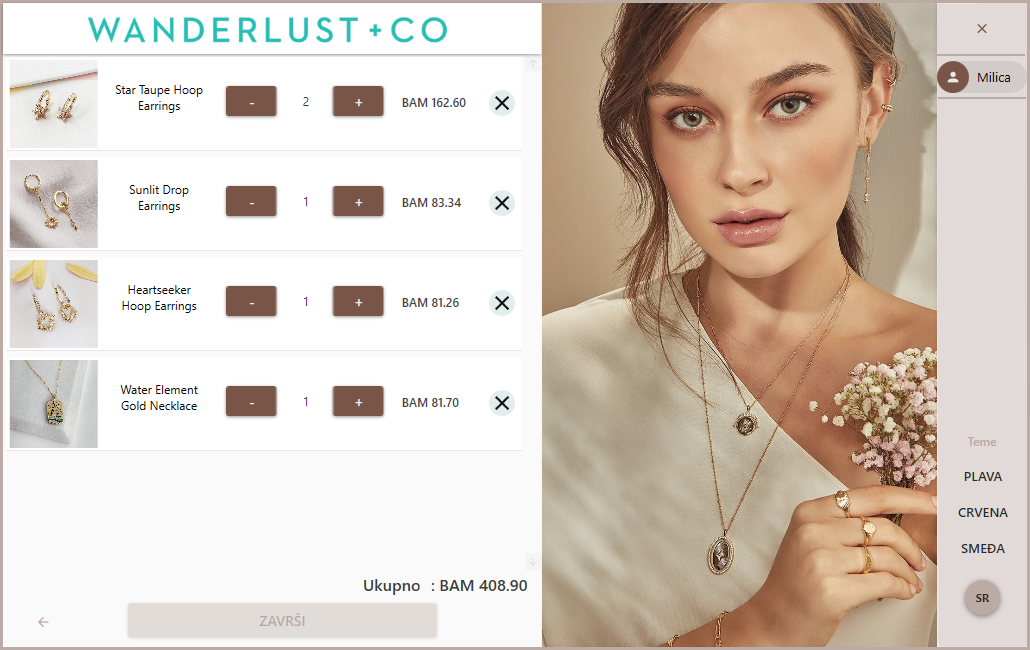 WANDERLUST + CO
Star Taupe Hoop
Earrings
- 2 + BAM 162.60
Sunlit Drop
Earrings
- 1 + BAM 83.34
Heartseeker
Hoop Earrings
- 1 + BAM 81.26
Water Element
Gold Necklace
- 1 + BAM 81.70
Ukupno : BAM 408.90
ZAVRŠI
Milica
Teme
PLAVA
CRVENA
SMEĐA
SR